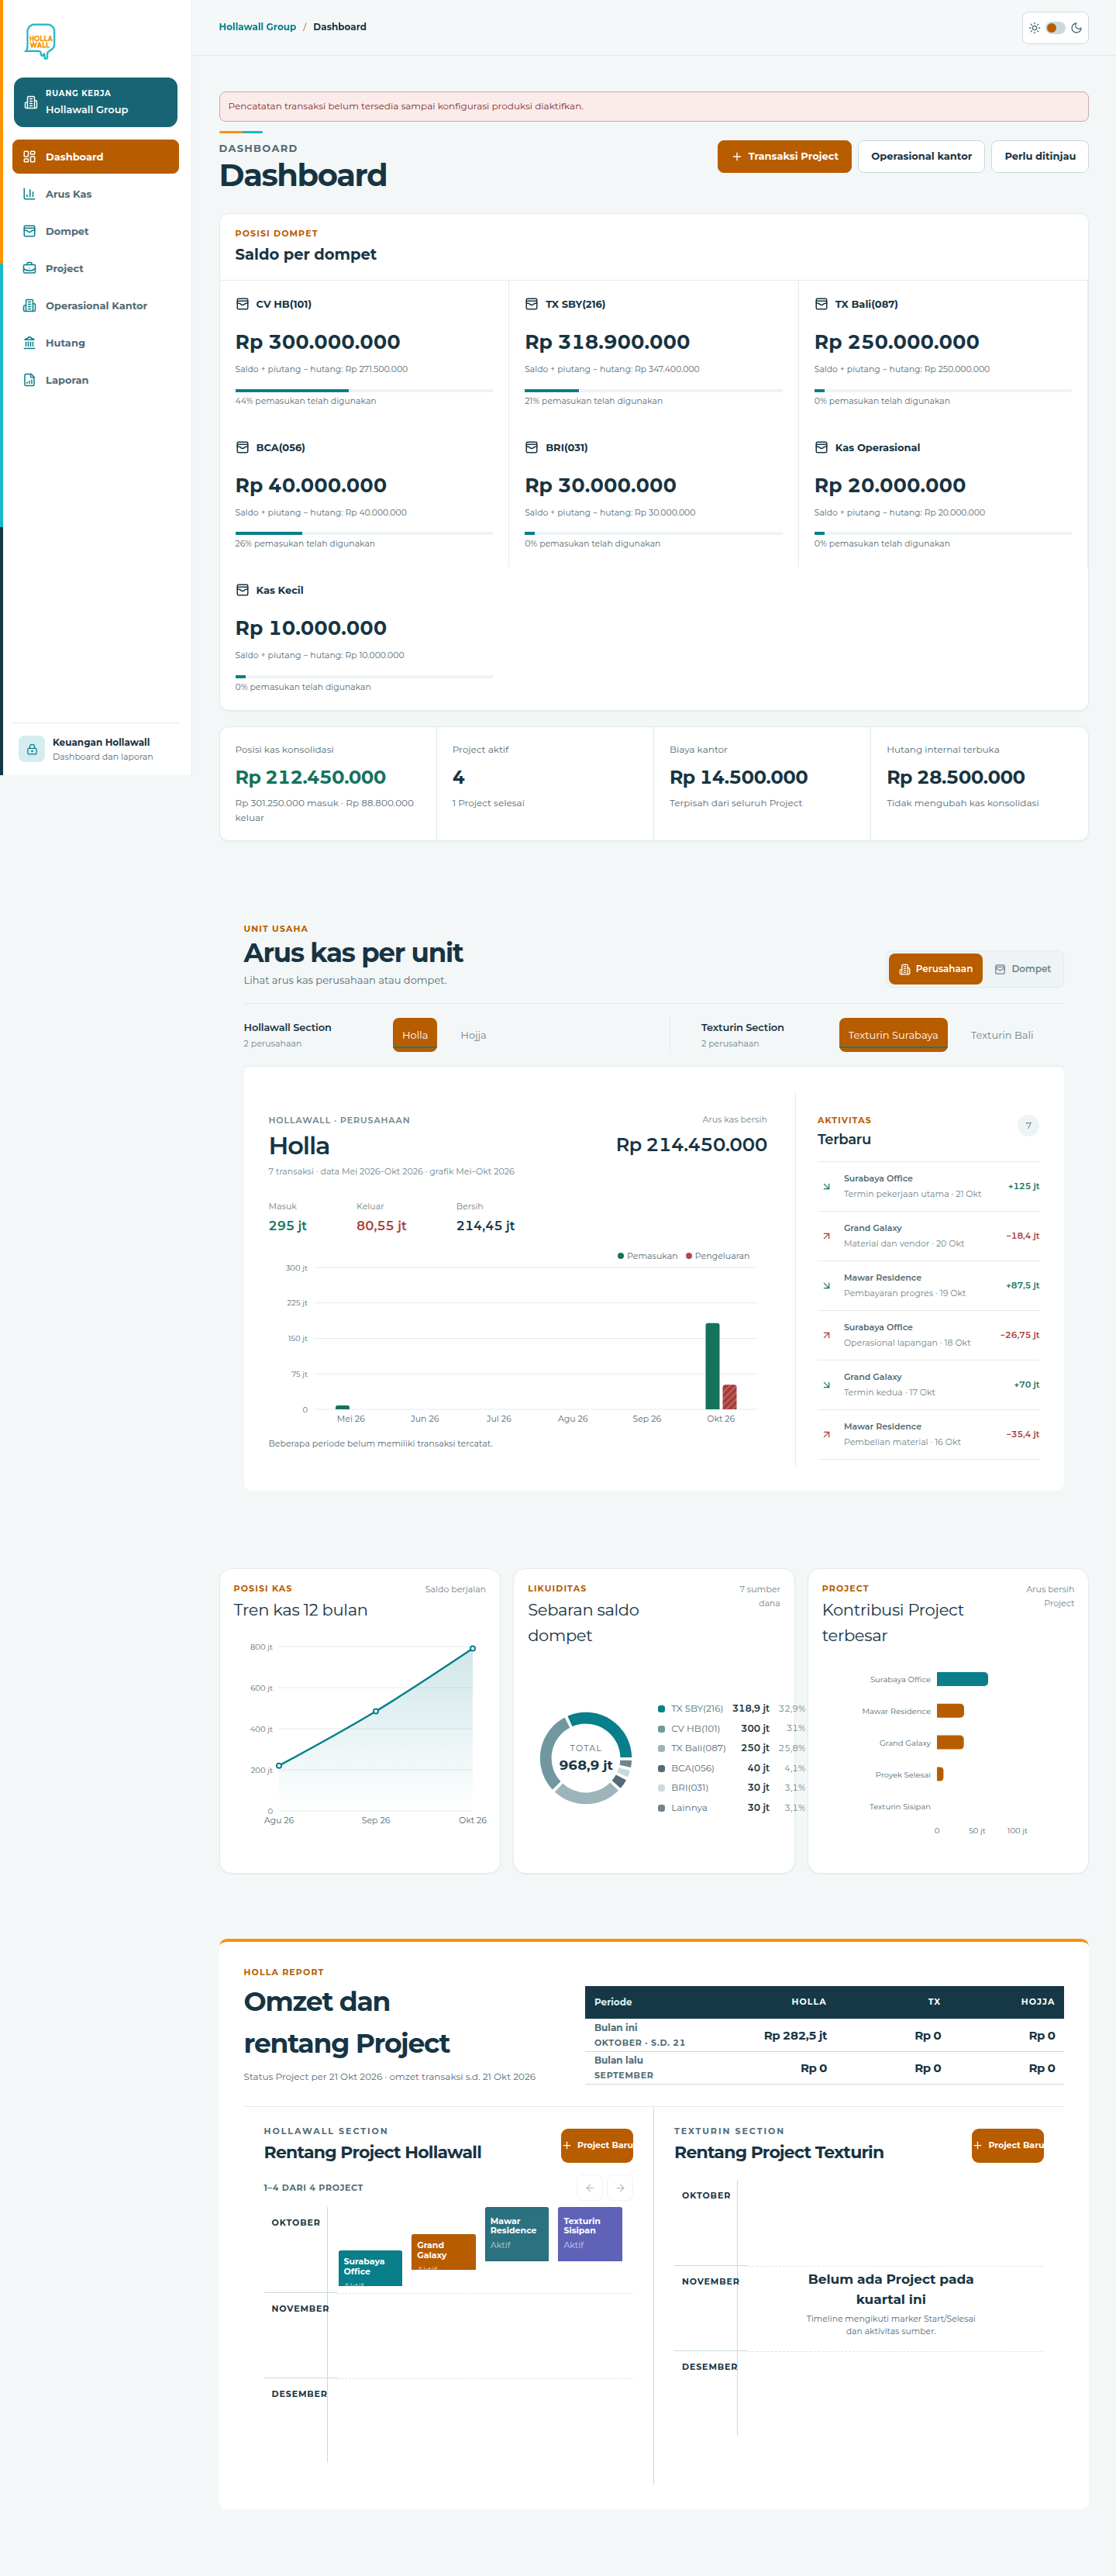 HOLLA
WALL
RUANG KERJA
Hollawall Group
Dashboard
Arus Kas
Dompet
Project
Operasional Kantor
Hutang
Laporan
Keuangan Hollawall
Dashboard dan laporan
Hollawall Group / Dashboard
Pencatatan transaksi belum tersedia sampai konfigurasi produksi diaktifkan.
DASHBOARD
Dashboard
+ Transaksi Project
Operasional kantor
Perlu ditinjau
POSISI DOMPET
Saldo per dompet
CV HB(101)
Rp 300.000.000
Saldo + piutang − hutang: Rp 271.500.000
44% pemasukan telah digunakan
TX SBY(216)
Rp 318.900.000
Saldo + piutang − hutang: Rp 347.400.000
21% pemasukan telah digunakan
TX Bali(087)
Rp 250.000.000
Saldo + piutang − hutang: Rp 250.000.000
0% pemasukan telah digunakan
BCA(056)
Rp 40.000.000
Saldo + piutang − hutang: Rp 40.000.000
26% pemasukan telah digunakan
BRI(031)
Rp 30.000.000
Saldo + piutang − hutang: Rp 30.000.000
0% pemasukan telah digunakan
Kas Operasional
Rp 20.000.000
Saldo + piutang − hutang: Rp 20.000.000
0% pemasukan telah digunakan
Kas Kecil
Rp 10.000.000
Saldo + piutang − hutang: Rp 10.000.000
0% pemasukan telah digunakan
Posisi kas konsolidasi
Rp 212.450.000
Rp 301.250.000 masuk · Rp 88.800.000
keluar
Project aktif
4
1 Project selesai
Biaya kantor
Rp 14.500.000
Terpisah dari seluruh Project
Hutang internal terbuka
Rp 28.500.000
Tidak mengubah kas konsolidasi
UNIT USAHA
Arus kas per unit
Lihat arus kas perusahaan atau dompet.
Perusahaan
Dompet
Hollawall Section
2 perusahaan
Holla
Hojja
Texturin Section
2 perusahaan
Texturin Surabaya
Texturin Bali
HOLLAWALL · PERUSAHAAN
Holla
7 transaksi · data Mei 2026–Okt 2026 · grafik Mei–Okt 2026
Arus kas bersih
Rp 214.450.000
Masuk
295 jt
Keluar
80,55 jt
Bersih
214,45 jt
Pemasukan
Pengeluaran
300 jt
225 jt
150 jt
75 jt
0
Mei 26
Jun 26
Jul 26
Agu 26
Sep 26
Okt 26
Beberapa periode belum memiliki transaksi tercatat.
AKTIVITAS
Terbaru
7
Surabaya Office
Termin pekerjaan utama · 21 Okt
+125 jt
Grand Galaxy
Material dan vendor · 20 Okt
−18,4 jt
Mawar Residence
Pembayaran progres · 19 Okt
+87,5 jt
Surabaya Office
Operasional lapangan · 18 Okt
−26,75 jt
Grand Galaxy
Termin kedua · 17 Okt
+70 jt
Mawar Residence
Pembelian material · 16 Okt
−35,4 jt
POSISI KAS
Tren kas 12 bulan
Saldo berjalan
800 jt
600 jt
400 jt
200 jt
0
Agu 26
Sep 26
Okt 26
LIKUIDITAS
Sebaran saldo
dompet
7 sumber
dana
TOTAL
968,9 jt
TX SBY(216) 318,9 jt 32,9%
CV HB(101) 300 jt 31%
TX Bali(087) 250 jt 25,8%
BCA(056) 40 jt 4,1%
BRI(031) 30 jt 3,1%
Lainnya 30 jt 3,1%
PROJECT
Kontribusi Project
terbesar
Arus bersih
Project
Surabaya Office
Mawar Residence
Grand Galaxy
Proyek Selesai
Texturin Sisipan
0
50 jt
100 jt
HOLLA REPORT
Omzet dan
rentang Project
Status Project per 21 Okt 2026 · omzet transaksi s.d. 21 Okt 2026
Periode HOLLA TX HOJJA
Bulan ini
OKTOBER · S.D. 21
Rp 282,5 jt Rp 0 Rp 0
Bulan lalu
SEPTEMBER
Rp 0 Rp 0 Rp 0
HOLLAWALL SECTION
Rentang Project Hollawall
+ Project Baru
1–4 DARI 4 PROJECT
OKTOBER
NOVEMBER
DESEMBER
Surabaya
Office
Aktif
Grand
Galaxy
Aktif
Mawar
Residence
Aktif
Texturin
Sisipan
Aktif
TEXTURIN SECTION
Rentang Project Texturin
+ Project Baru
OKTOBER
NOVEMBER
DESEMBER
Belum ada Project pada
kuartal ini
Timeline mengikuti marker Start/Selesai
dan aktivitas sumber.